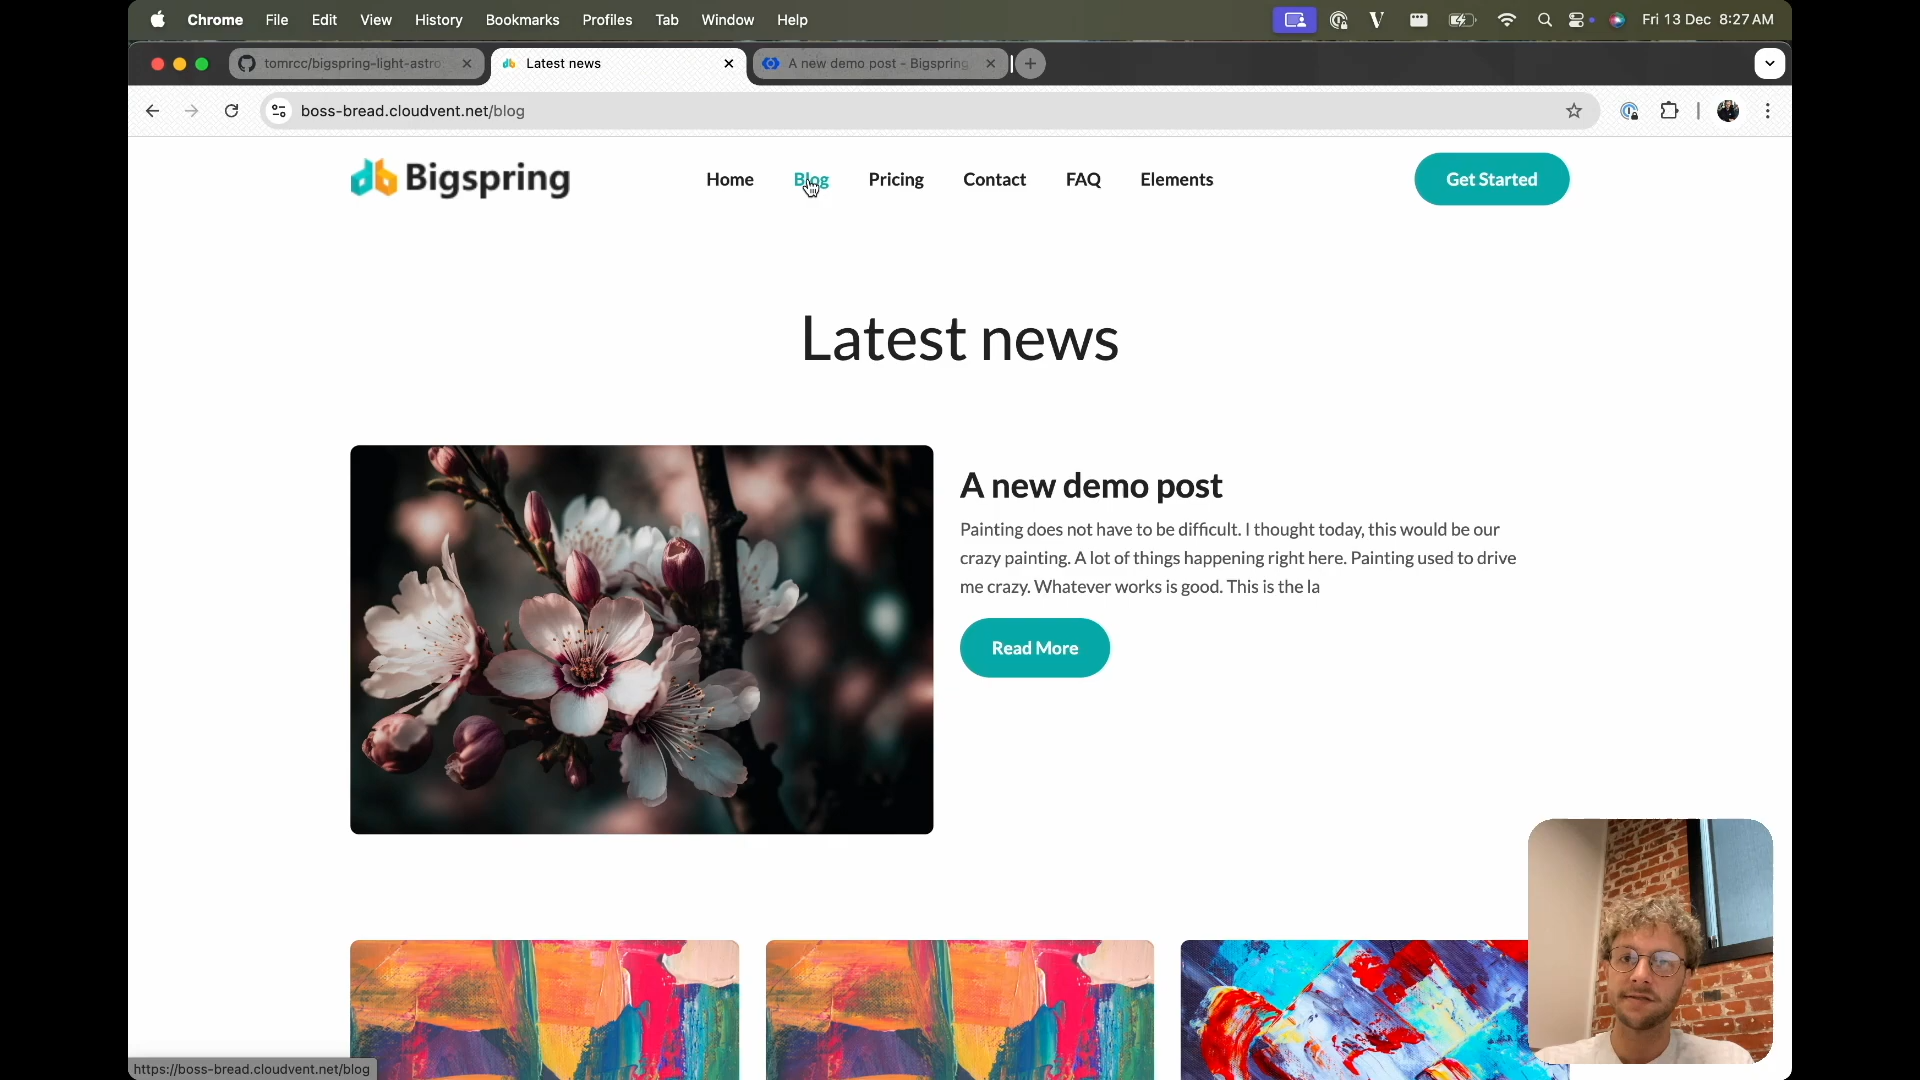 Chrome File Edit View History Bookmarks Profiles Tab Window Help Fri 13 Dec 8:27 AM
tomrcc/bigspring-light-astro Latest news A new demo post - Bigspring
boss-bread.cloudvent.net/blog
Bigspring Home Blog Pricing Contact FAQ Elements Get Started
Latest news
A new demo post
Painting does not have to be difficult. I thought today, this would be our
crazy painting. A lot of things happening right here. Painting used to drive
me crazy. Whatever works is good. This is the la
Read More
https://boss-bread.cloudvent.net/blog